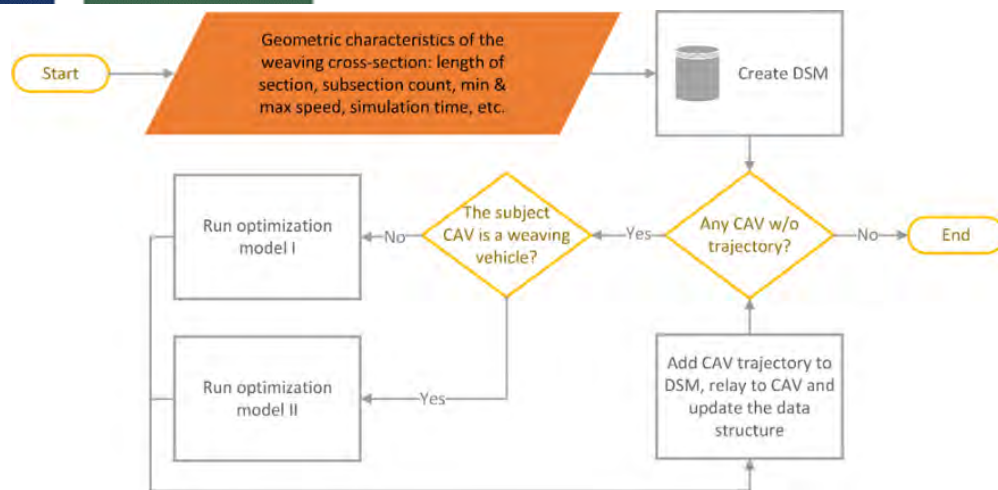 Start
Geometric characteristics of the
weaving cross-section: length of
section, subsection count, min &
max speed, simulation time, etc.
Create DSM
Any CAV w/o
trajectory?
No
End
Yes
The subject
CAV is a weaving
vehicle?
No
Run optimization
model I
Yes
Run optimization
model II
Add CAV trajectory to
DSM, relay to CAV and
update the data
structure